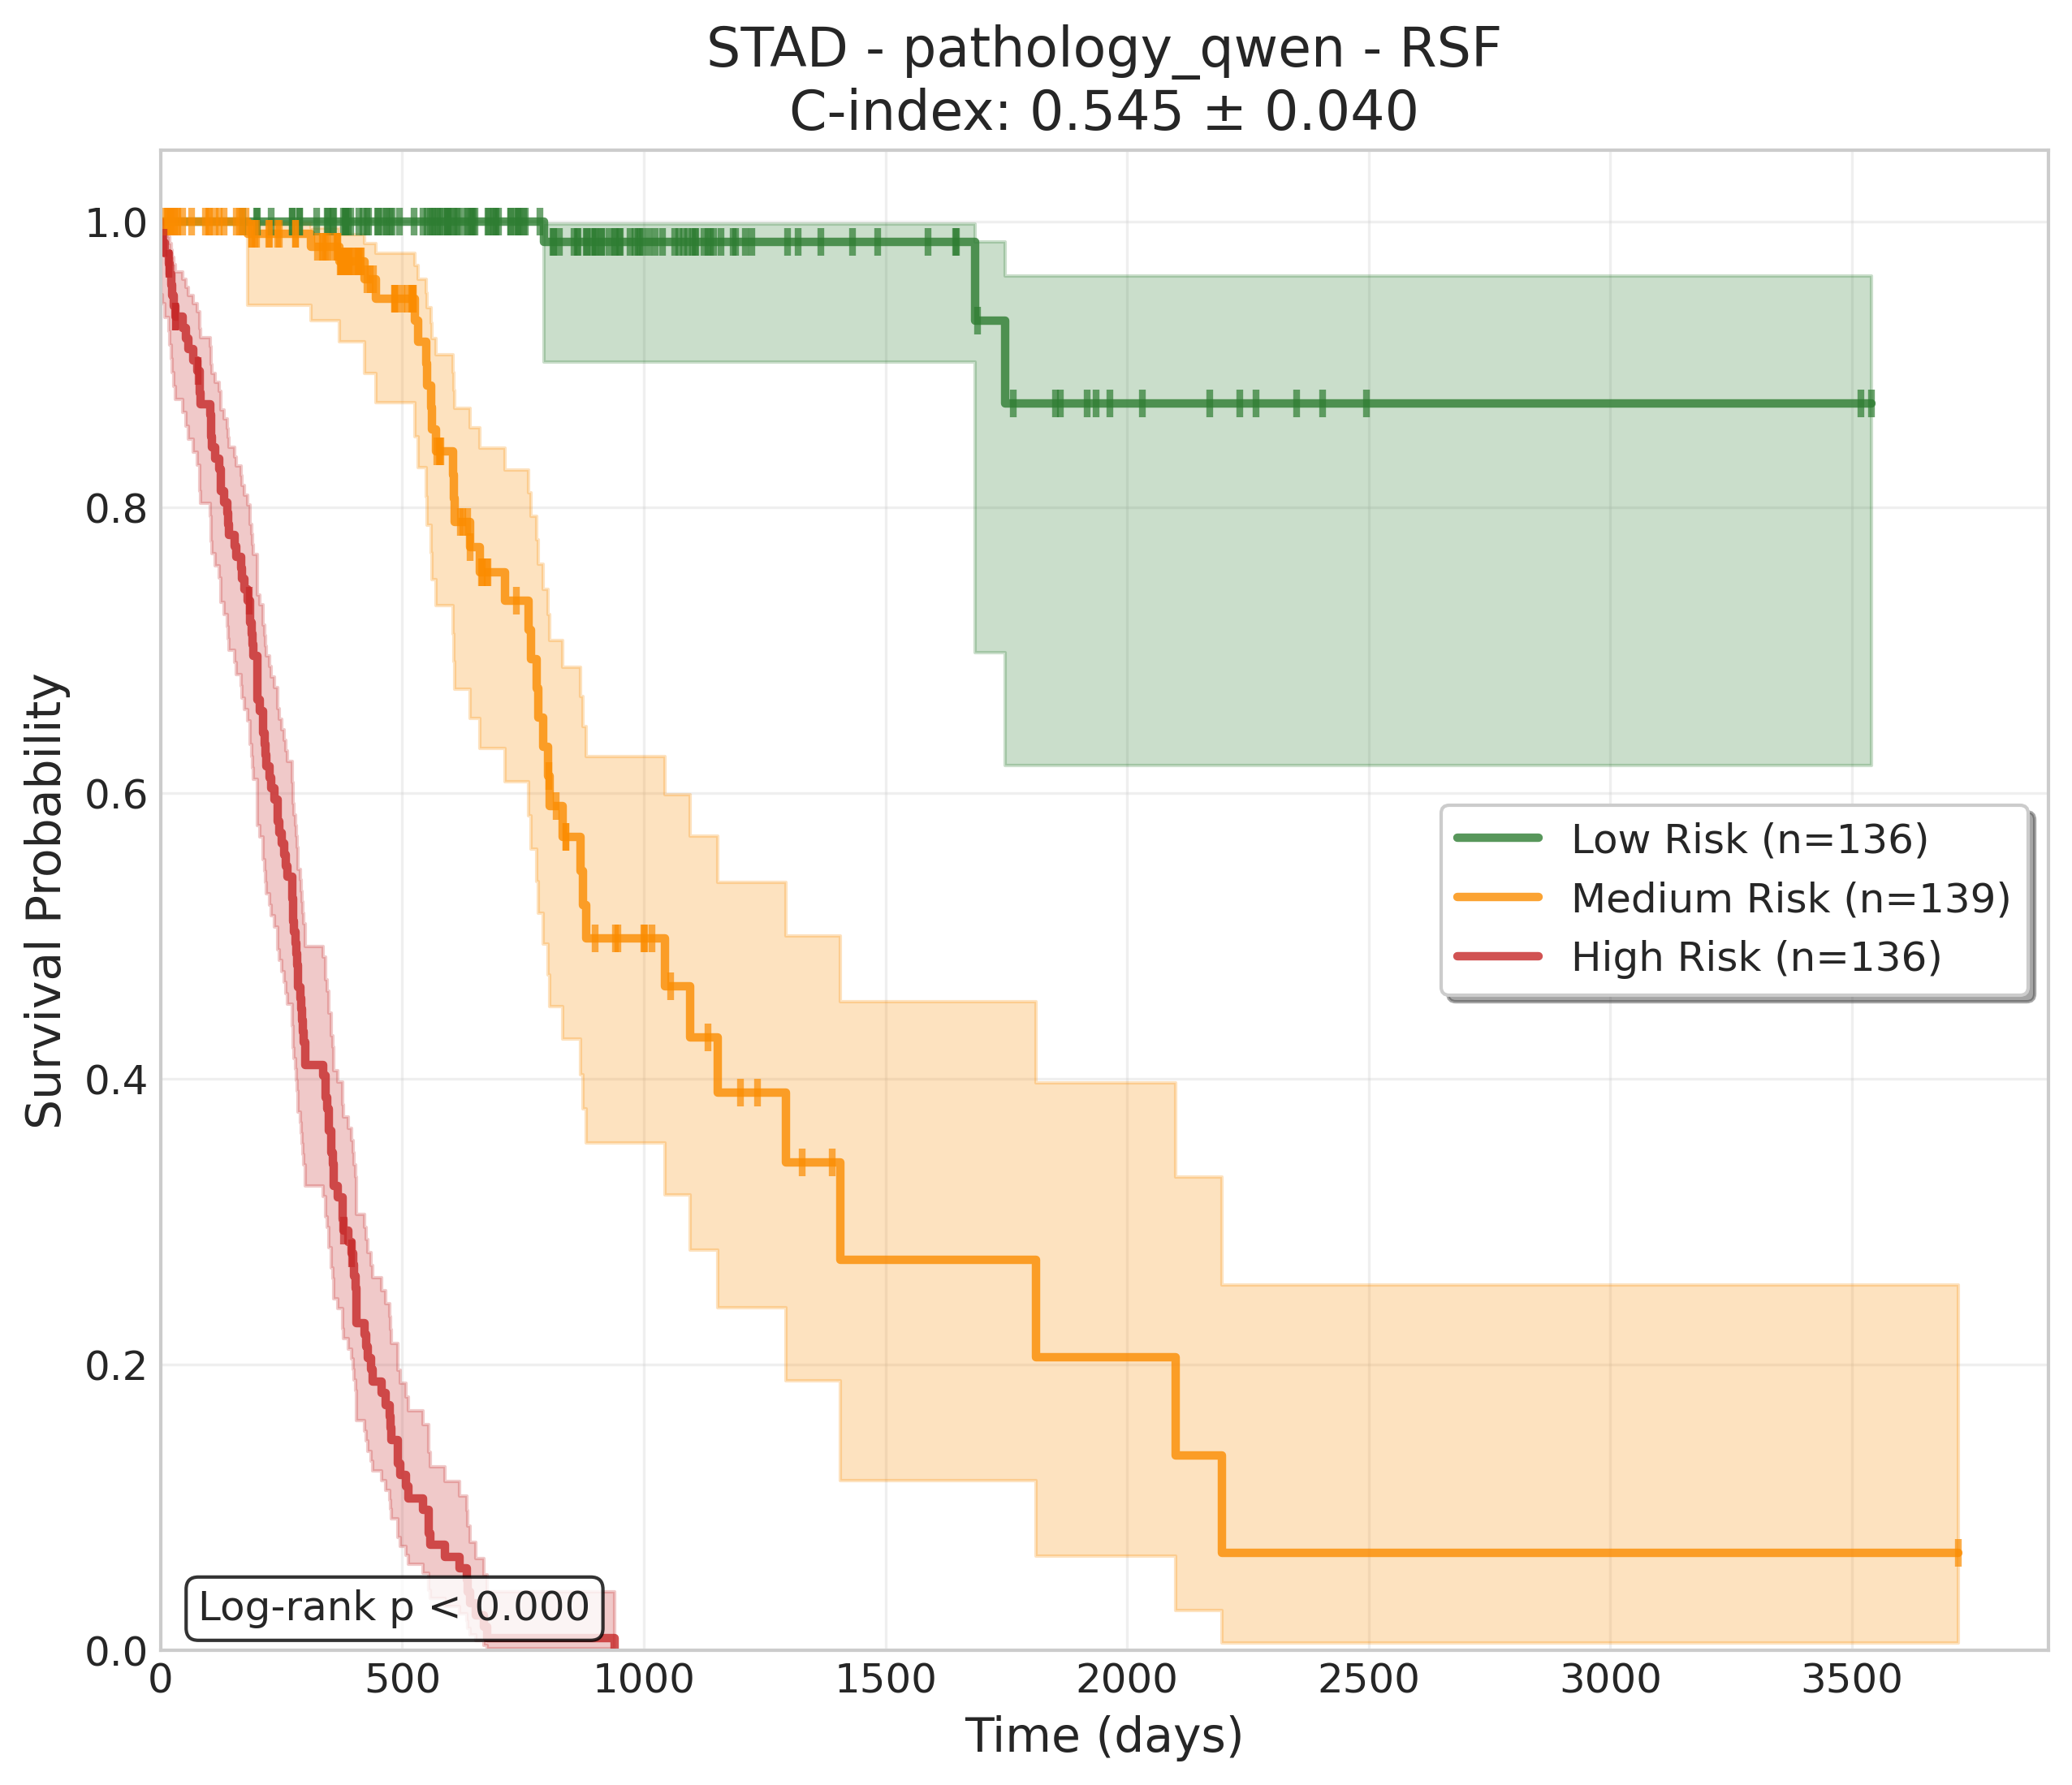 STAD - pathology_qwen - RSF
C-index: 0.545 ± 0.040
Survival Probability
1.0
0.8
0.6
0.4
0.2
0.0
Low Risk (n=136)
Medium Risk (n=139)
High Risk (n=136)
Log-rank p < 0.000
0 500 1000 1500 2000 2500 3000 3500
Time (days)